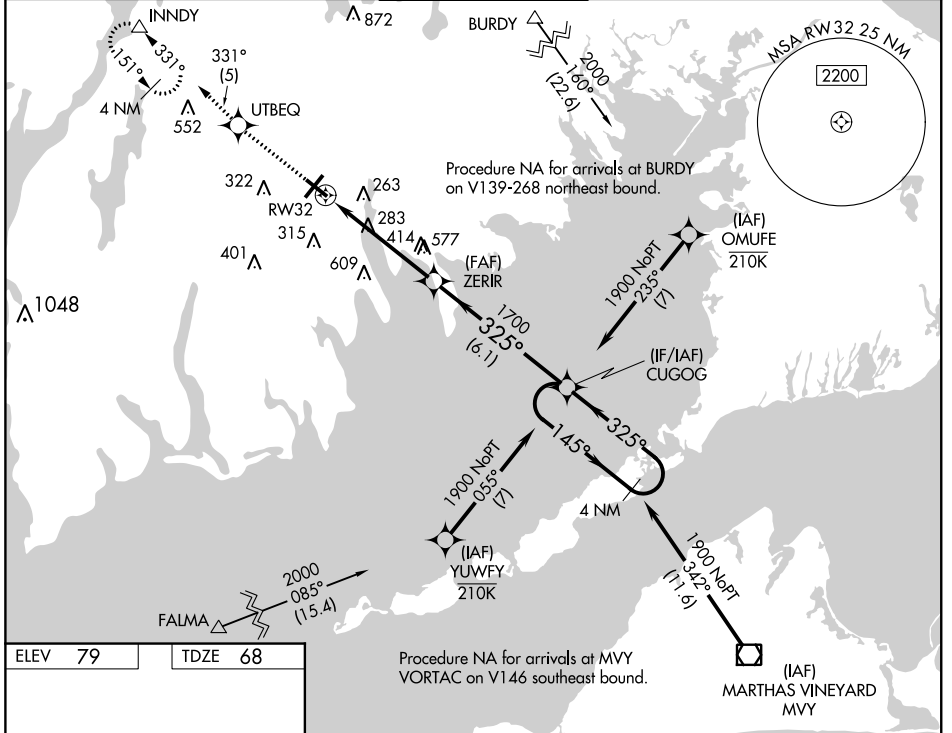 INNDY
331°
151°
4 NM
331°
(5)
UTBEQ
552
872
BURDY
2000
160°
(22.6)
MSA RW32 25 NM
2200
Procedure NA for arrivals at BURDY
on V139-268 northeast bound.
322
RW32
263
283
315
414
577
401
609
1048
(FAF)
ZERIR
(IAF)
OMUFE
210K
1900 NoPT
235°
(7)
1700
325°
(6.1)
(IF/IAF)
CUGOG
145°
325°
4 NM
1900 NoPT
055°
(7)
(IAF)
YUWFY
210K
1900 NoPT
342°
(11.6)
2000
085°
(15.4)
FALMA
ELEV 79
TDZE 68
Procedure NA for arrivals at MVY
VORTAC on V146 southeast bound.
(IAF)
MARTHAS VINEYARD
MVY